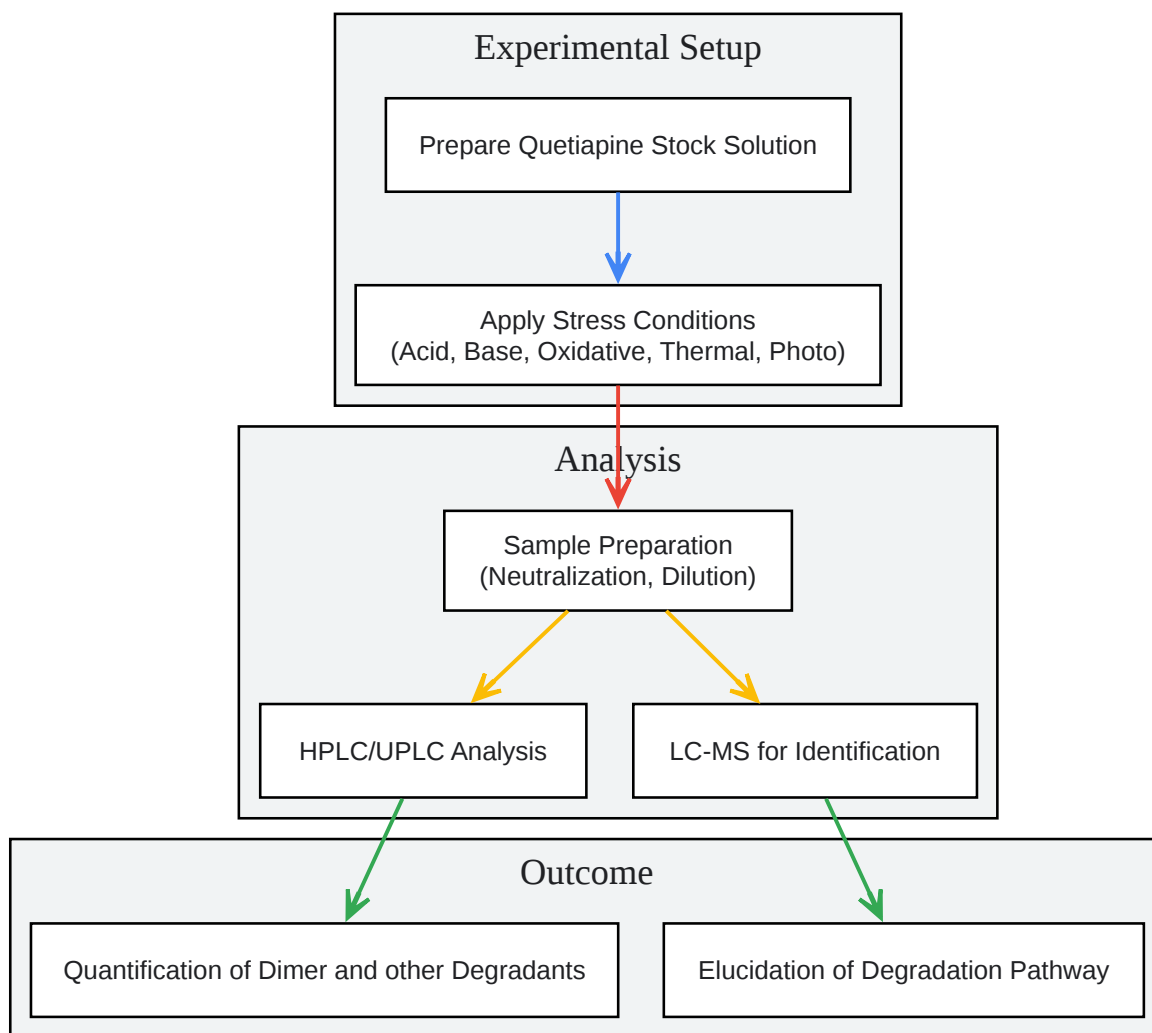 Experimental Setup
Prepare Quetiapine Stock Solution
Apply Stress Conditions
(Acid, Base, Oxidative, Thermal, Photo)
Analysis
Sample Preparation
(Neutralization, Dilution)
HPLC/UPLC Analysis
LC-MS for Identification
Outcome
Quantification of Dimer and other Degradants
Elucidation of Degradation Pathway